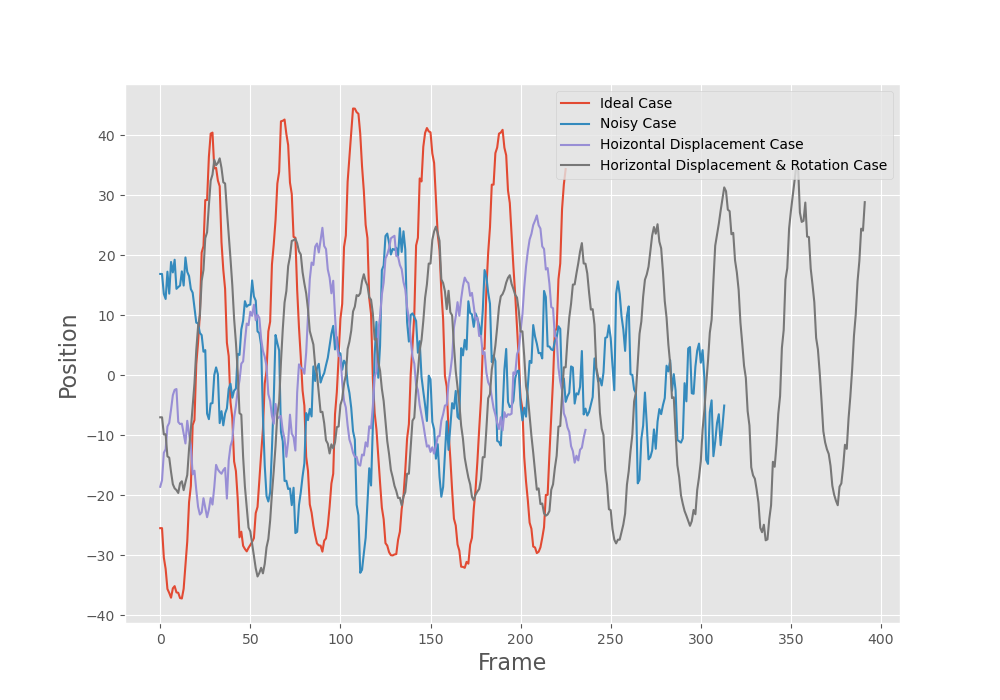 Ideal Case
Noisy Case
Hoizontal Displacement Case
Horizontal Displacement & Rotation Case
40
30
20
10
0
−10
−20
−30
−40
Position
0 50 100 150 200 250 300 350 400
Frame